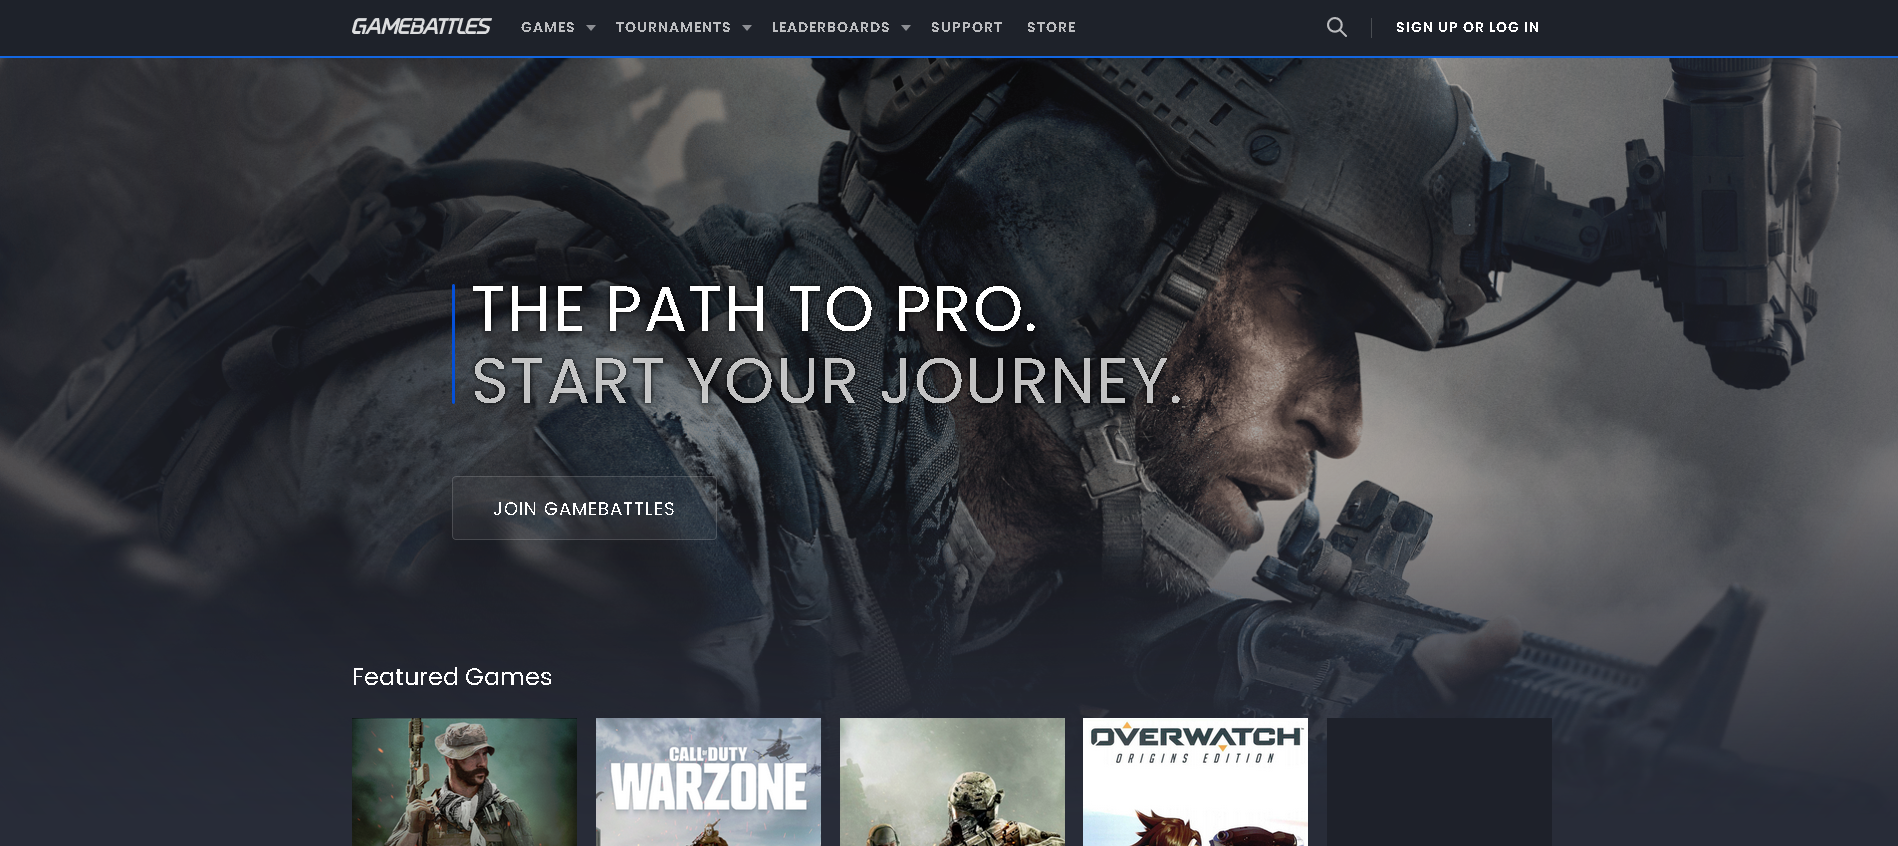 GAMEBATTLES
GAMES
TOURNAMENTS
LEADERBOARDS
SUPPORT
STORE
SIGN UP OR LOG IN
THE PATH TO PRO.
START YOUR JOURNEY.
JOIN GAMEBATTLES
Featured Games
CALL OF DUTY
WARZONE
OVERWATCH
ORIGINS EDITION